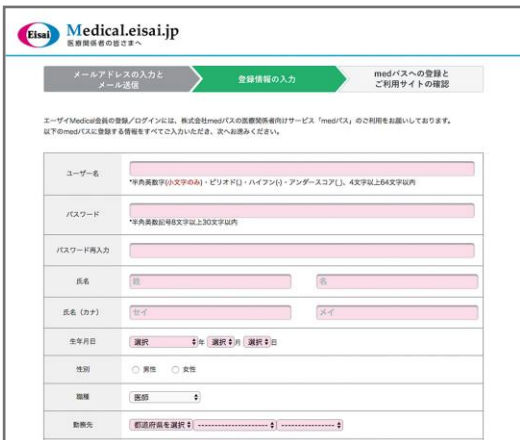 Eisai
Medical.eisai.jp
医療関係者の皆さまへ
メールアドレスの入力と
メール送信
登録情報の入力
medパスへの登録と
ご利用サイトの確認
エーザイMedical会員の登録／ログインには、株式会社medパスの医療関係者向けサービス「medパス」のご利用をお願いしております。
以下のmedパスに登録する情報をすべてご入力いただき、次へお進みください。
ユーザー名
*半角英数字(小文字のみ)・ピリオド(.)・ハイフン(-)・アンダースコア(_)、4文字以上64文字以内
パスワード
*半角英数記号8文字以上30文字以内
パスワード再入力
氏名 姓 名
氏名（カナ） セイ メイ
生年月日 選択 年 選択 月 選択 日
性別 男性 女性
職種 医師
勤務先 都道府県を選択 ---------------------- ----------------